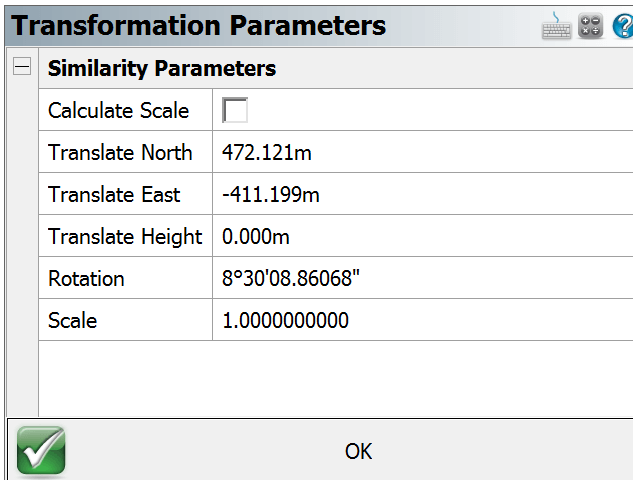 Transformation Parameters
Similarity Parameters
Calculate Scale
Translate North 472.121m
Translate East -411.199m
Translate Height 0.000m
Rotation 8°30'08.86068"
Scale 1.0000000000
OK